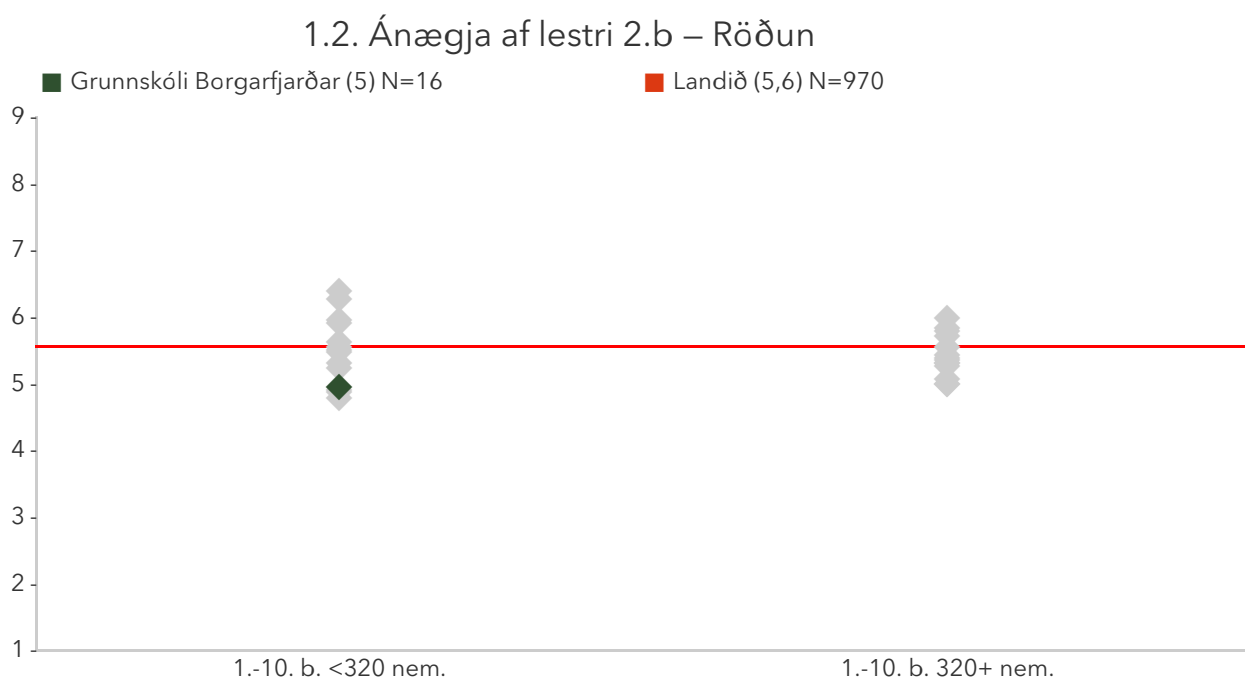 1.2. Ánægja af lestri 2.b – Röðun
Grunnskóli Borgarfjarðar (5) N=16
Landið (5,6) N=970
9
8
7
6
5
4
3
2
1
1.-10. b. <320 nem.
1.-10. b. 320+ nem.